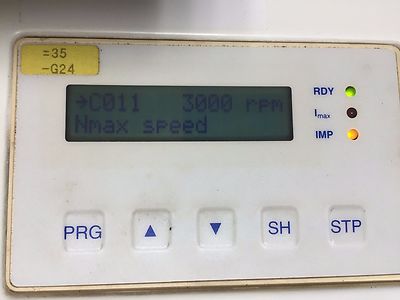 =35
-G24
→C011 3000 rpm
Nmax speed
RDY
Imax
IMP
PRG ▲ ▼ SH STP